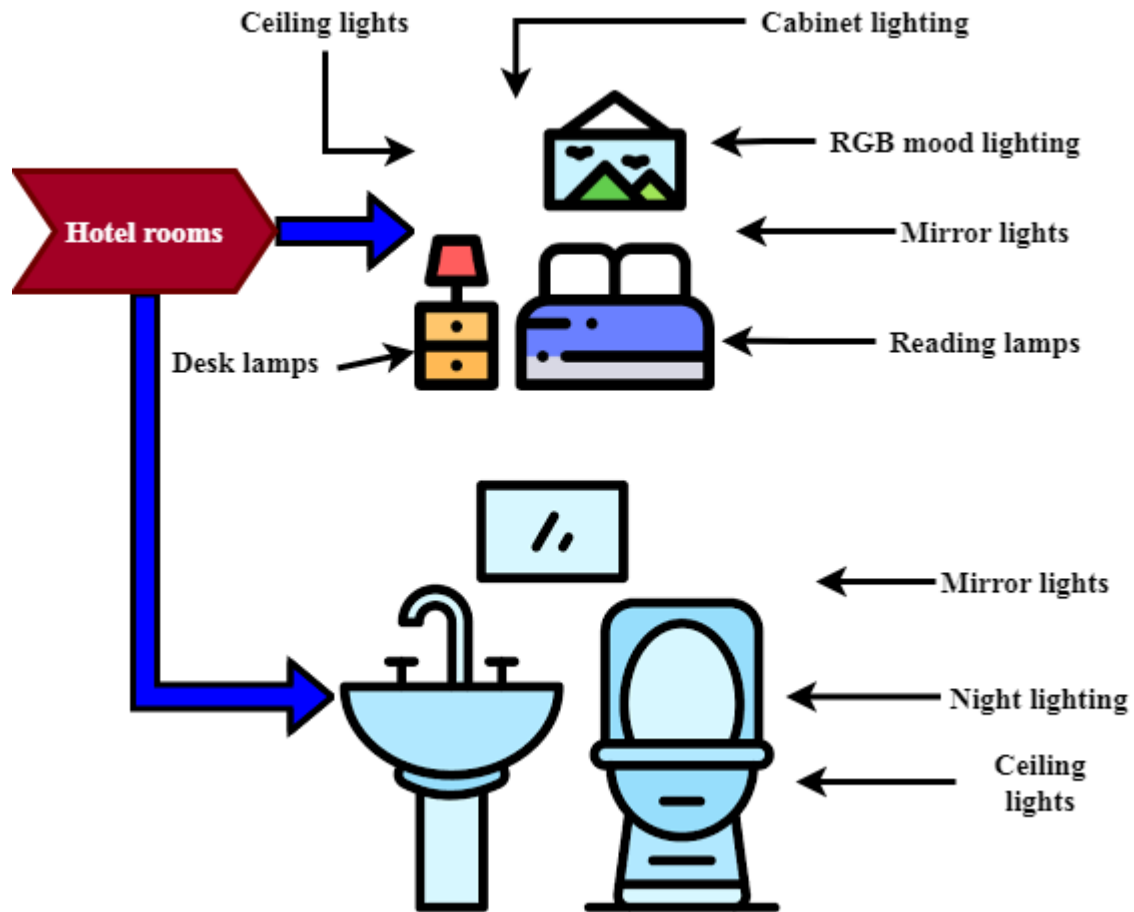 Ceiling lights
Cabinet lighting
RGB mood lighting
Hotel rooms
Mirror lights
Desk lamps
Reading lamps
Mirror lights
Night lighting
Ceiling
lights